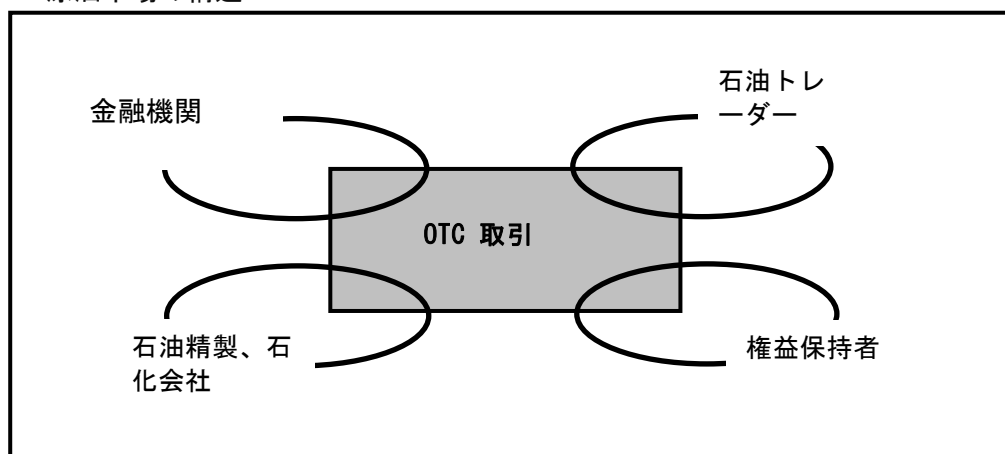 金融機関
石油トレ
ーダー
OTC 取引
石油精製、石
化会社
権益保持者